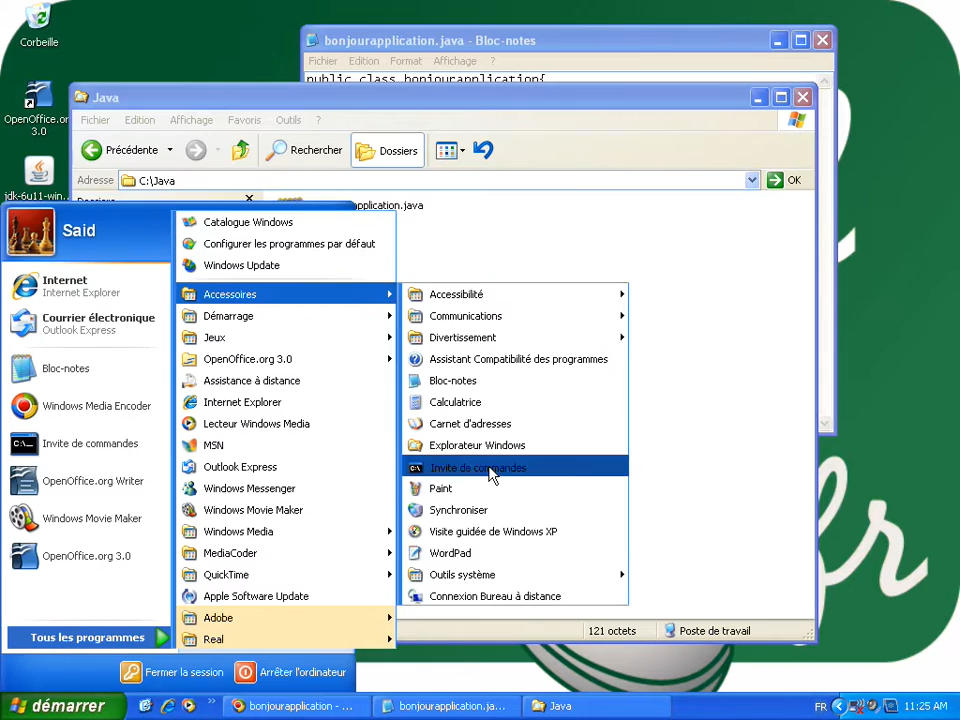 Corbeille
OpenOffice.or
3.0
jdk-6u11-win...
bonjourapplication.java - Bloc-notes
Fichier Edition Format Affichage ?
public class bonjourapplication{
Java
Fichier Edition Affichage Favoris Outils ?
Précédente Rechercher Dossiers
Adresse C:\Java OK
pplication.java
Said
Internet
Internet Explorer
Courrier électronique
Outlook Express
Bloc-notes
Windows Media Encoder
Invite de commandes
OpenOffice.org Writer
Windows Movie Maker
OpenOffice.org 3.0
Tous les programmes
Catalogue Windows
Configurer les programmes par défaut
Windows Update
Accessoires
Démarrage
Jeux
OpenOffice.org 3.0
Assistance à distance
Internet Explorer
Lecteur Windows Media
MSN
Outlook Express
Windows Messenger
Windows Movie Maker
Windows Media
MediaCoder
QuickTime
Apple Software Update
Adobe
Real
Accessibilité
Communications
Divertissement
Assistant Compatibilité des programmes
Bloc-notes
Calculatrice
Carnet d'adresses
Explorateur Windows
Invite de commandes
Paint
Synchroniser
Visite guidée de Windows XP
WordPad
Outils système
Connexion Bureau à distance
121 octets Poste de travail
Fermer la session Arrêter l'ordinateur
démarrer bonjourapplication - ... bonjourapplication.ja... Java FR 11:25 AM